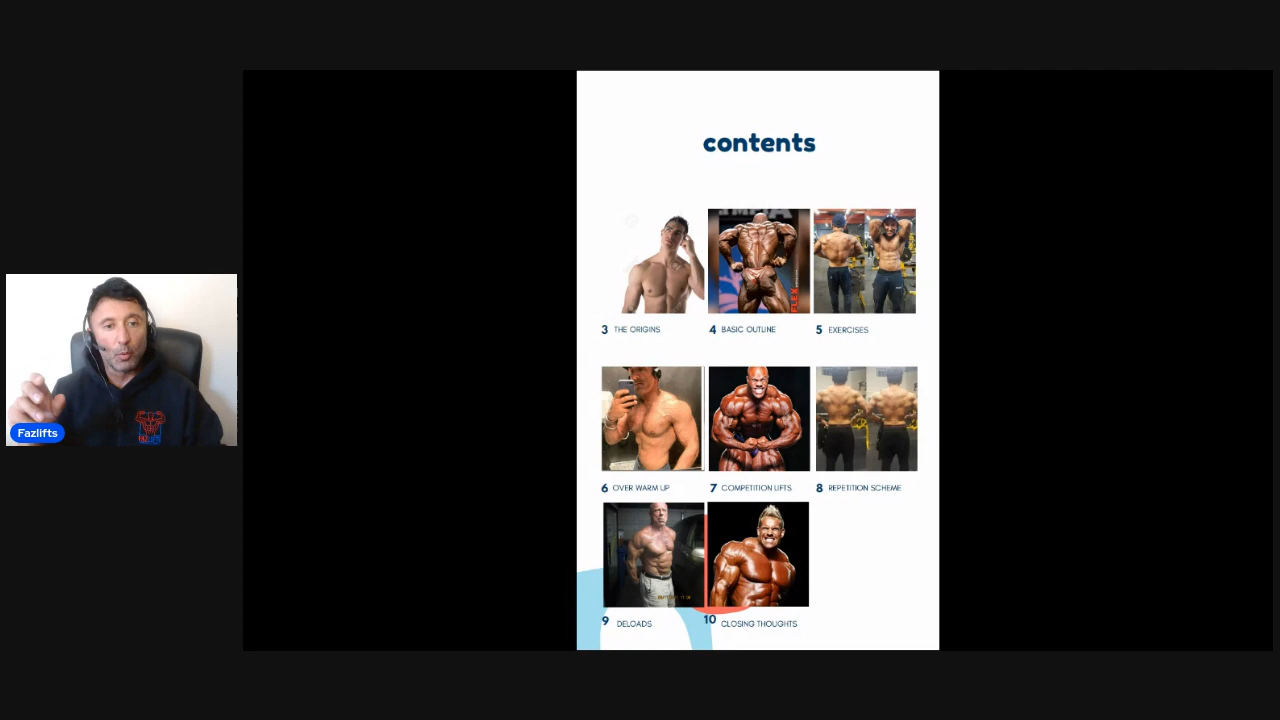 contents
3 THE ORIGINS
4 BASIC OUTLINE
5 EXERCISES
6 OVER WARM UP
7 COMPETITION LIFTS
8 REPETITION SCHEME
9 DELOADS
10 CLOSING THOUGHTS
FLEX
Fazlifts